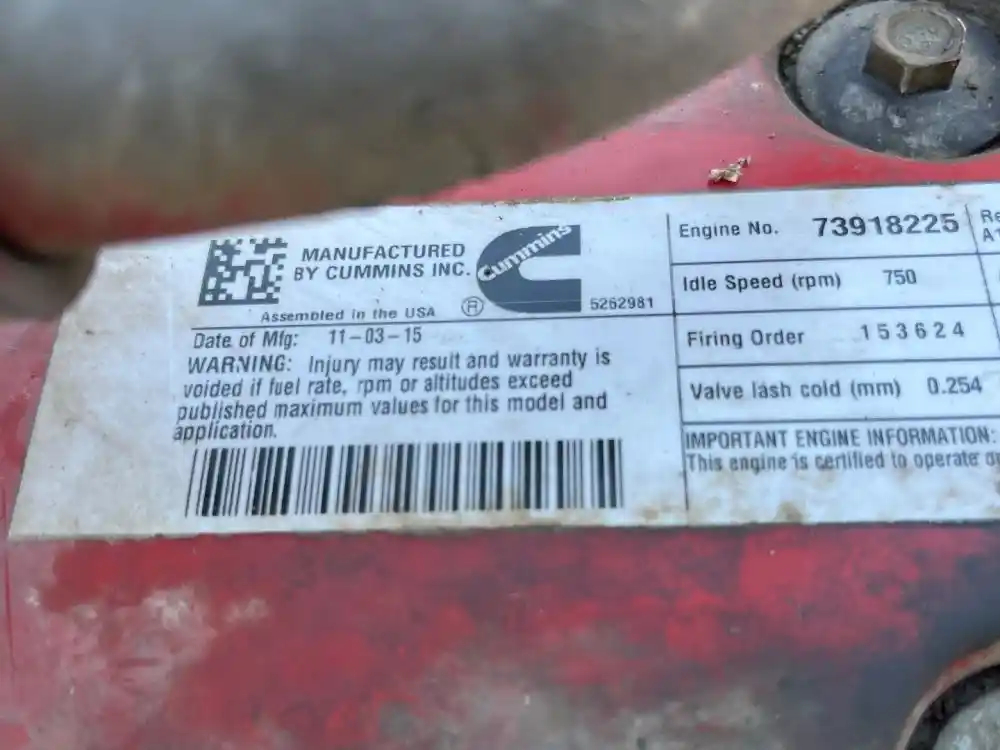 MANUFACTURED
BY CUMMINS INC.
Cummins
Assembled in the USA ® 5262981
Date of Mfg: 11-03-15
WARNING: Injury may result and warranty is
voided if fuel rate, rpm or altitudes exceed
published maximum values for this model and
application.
Engine No. 73918225
Idle Speed (rpm) 750
Firing Order 153624
Valve lash cold (mm) 0.254
IMPORTANT ENGINE INFORMATION:
This engine is certified to operate